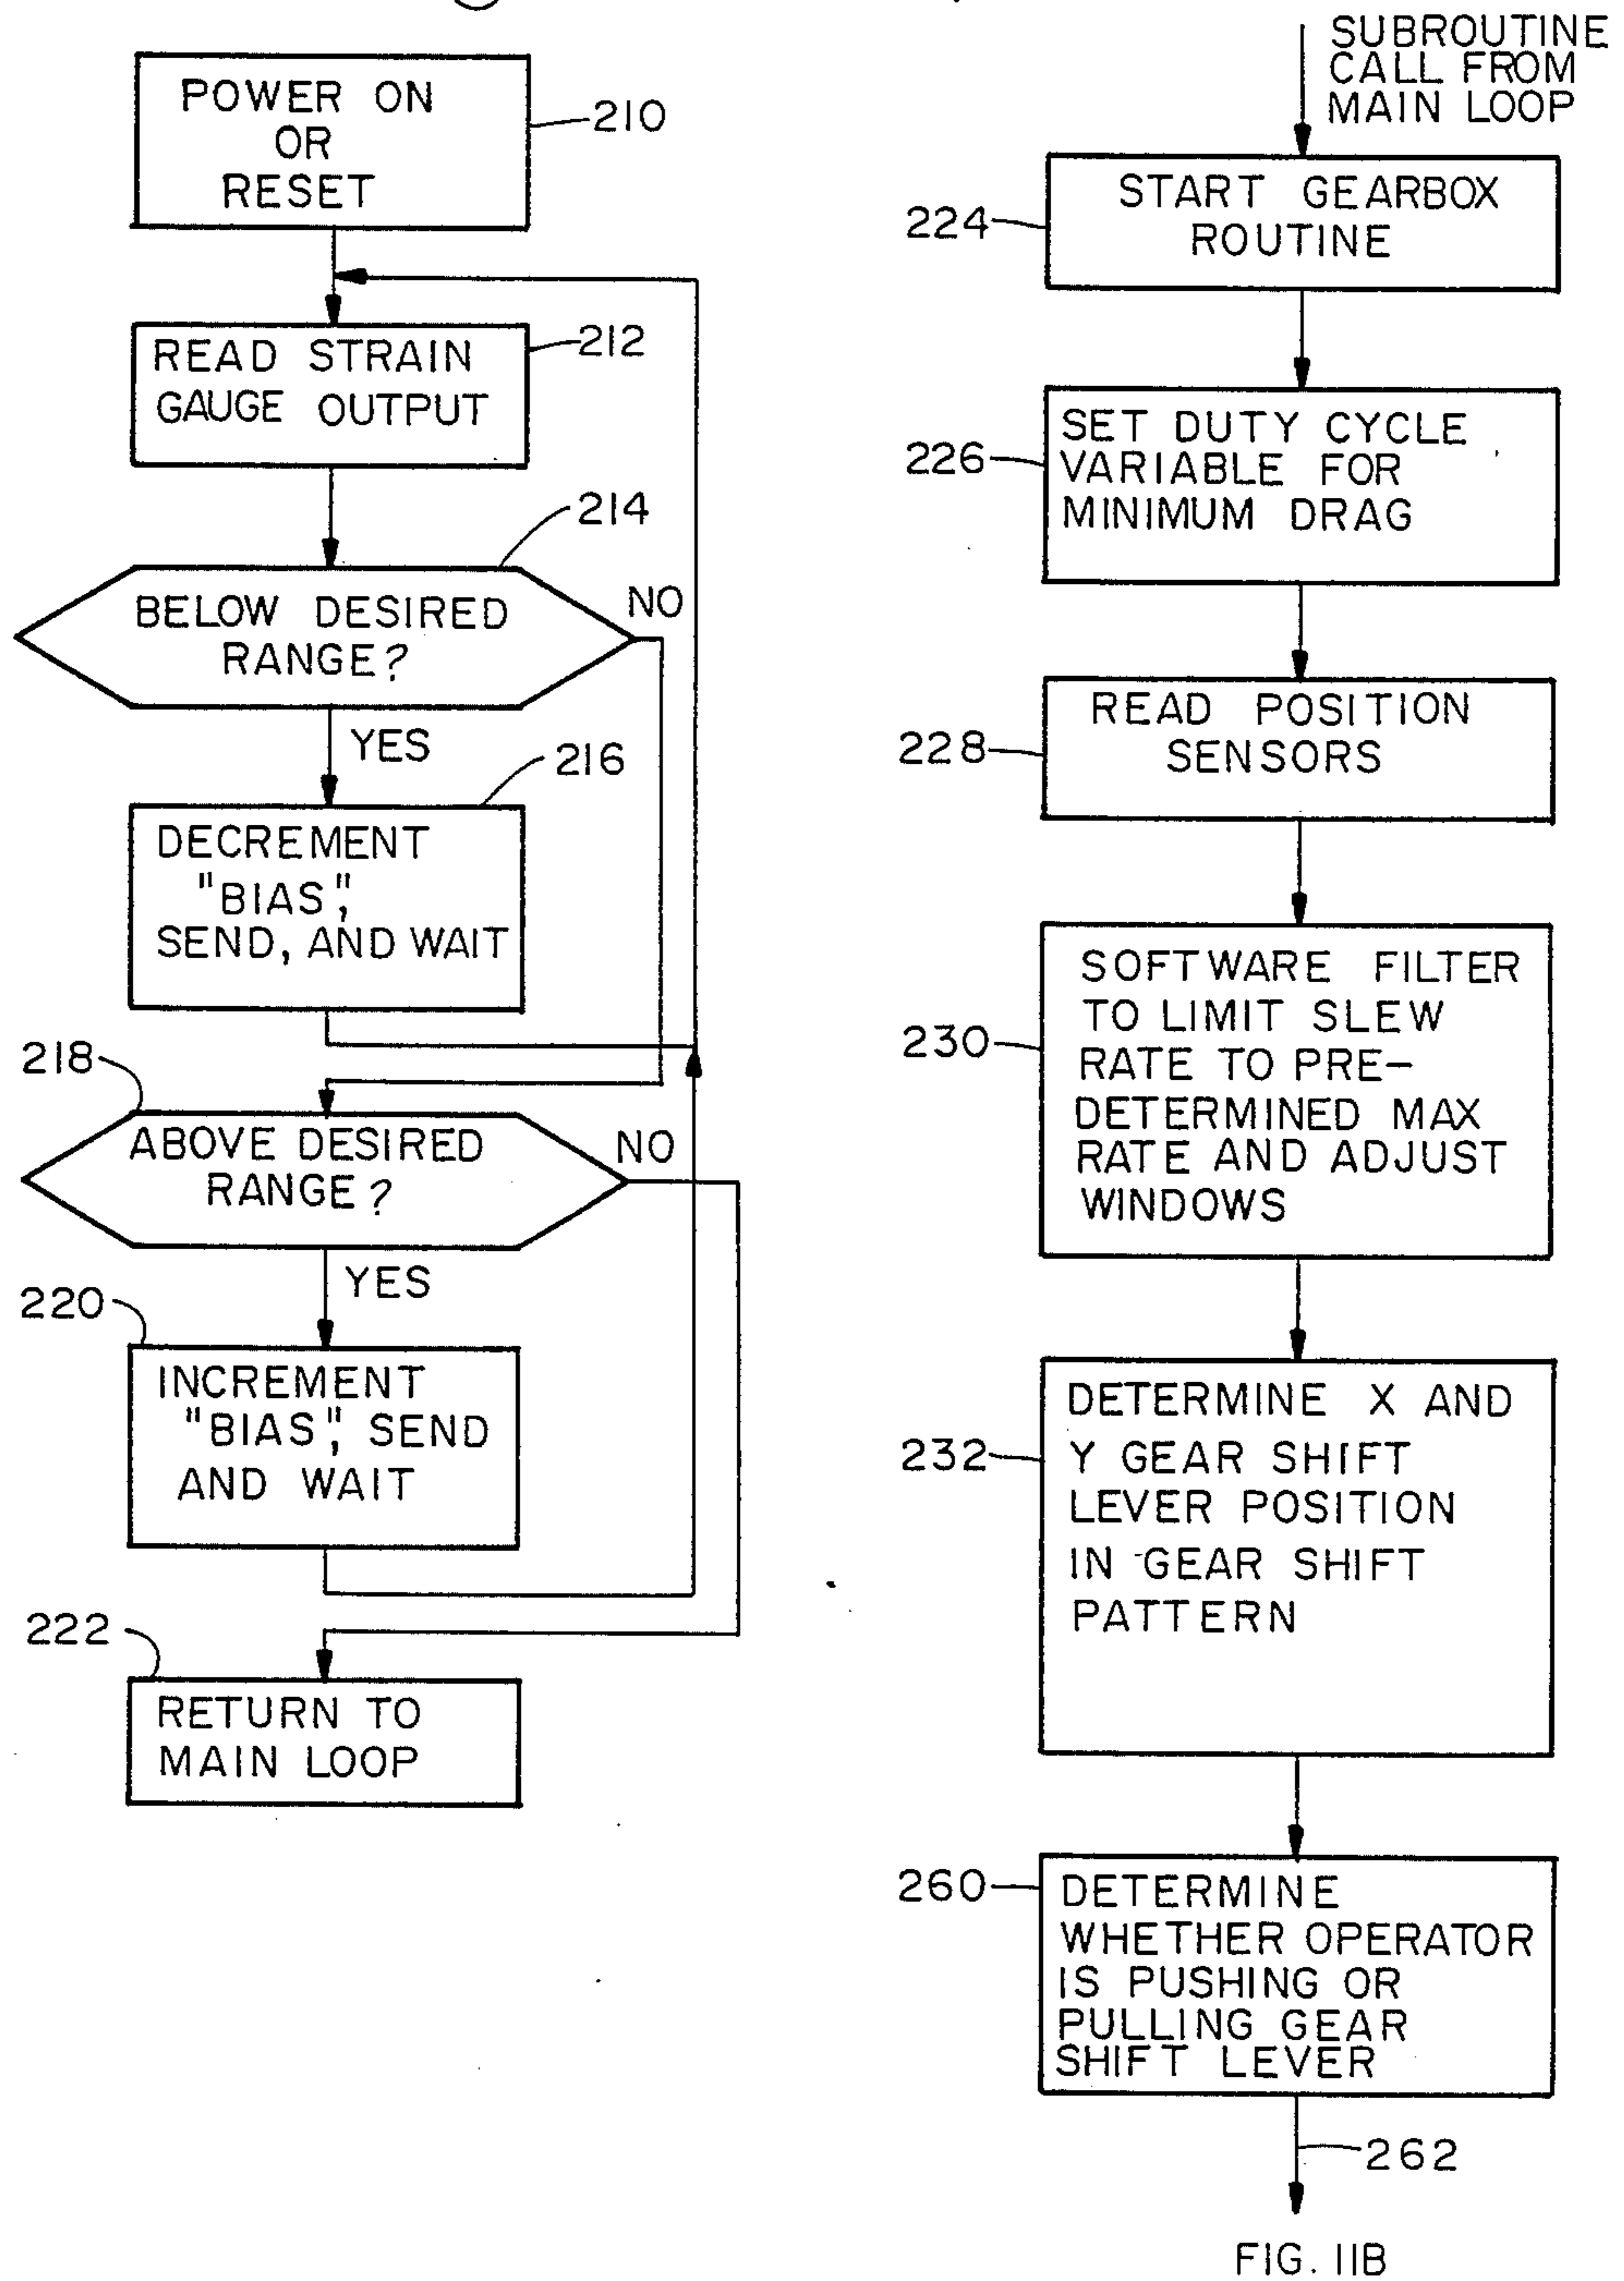 POWER ON
OR
RESET
210
READ STRAIN
GAUGE OUTPUT
212
214
BELOW DESIRED
RANGE?
NO
YES
216
DECREMENT
"BIAS",
SEND, AND WAIT
218
ABOVE DESIRED
RANGE?
NO
YES
220
INCREMENT
"BIAS", SEND
AND WAIT
222
RETURN TO
MAIN LOOP
SUBROUTINE
CALL FROM
MAIN LOOP
224
START GEARBOX
ROUTINE
226
SET DUTY CYCLE
VARIABLE FOR
MINIMUM DRAG
228
READ POSITION
SENSORS
230
SOFTWARE FILTER
TO LIMIT SLEW
RATE TO PRE-
DETERMINED MAX
RATE AND ADJUST
WINDOWS
232
DETERMINE X AND
Y GEAR SHIFT
LEVER POSITION
IN GEAR SHIFT
PATTERN
260
DETERMINE
WHETHER OPERATOR
IS PUSHING OR
PULLING GEAR
SHIFT LEVER
262
FIG. 11B